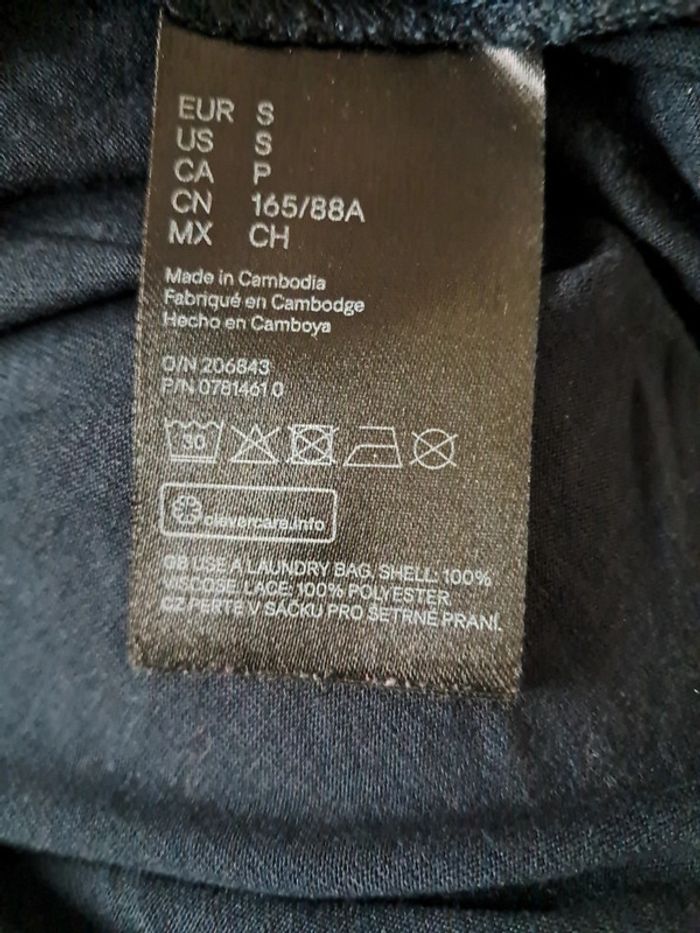 EUR S
US S
CA P
CN 165/88A
MX CH
Made in Cambodia
Fabriqué en Cambodge
Hecho en Camboya
O/N 206843
P/N 0781461 0
30
clevercare.info
GB USE A LAUNDRY BAG. SHELL: 100%
VISCOSE. LACE: 100% POLYESTER
CZ PERTE V SÁČKU PRO ŠETRNÉ PRANÍ.